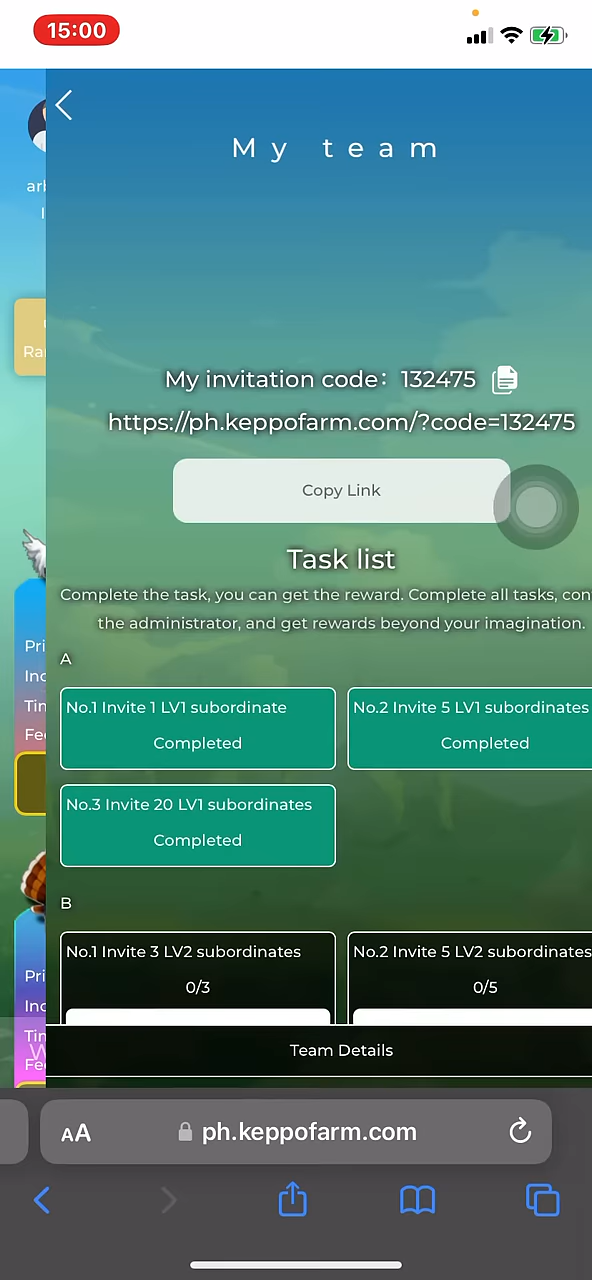 15:00
My team
My invitation code: 132475
https://ph.keppofarm.com/?code=132475
Copy Link
Task list
Complete the task, you can get the reward. Complete all tasks,
the administrator, and get rewards beyond your imagination.
A
No.1 Invite 1 LV1 subordinate
Completed
No.2 Invite 5 LV1 subordinates
Completed
No.3 Invite 20 LV1 subordinates
Completed
B
No.1 Invite 3 LV2 subordinates
0/3
No.2 Invite 5 LV2 subordinates
0/5
Team Details
AA
ph.keppofarm.com